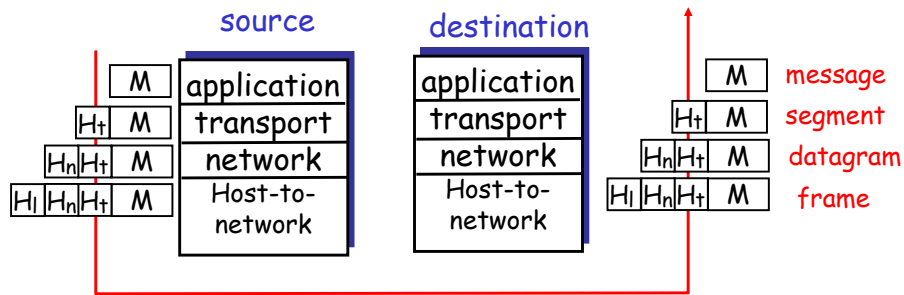 source destination
M application application M message
Ht M transport transport Ht M segment
Hn Ht M network network Hn Ht M datagram
Hl Hn Ht M Host-to-network Host-to-network Hl Hn Ht M frame